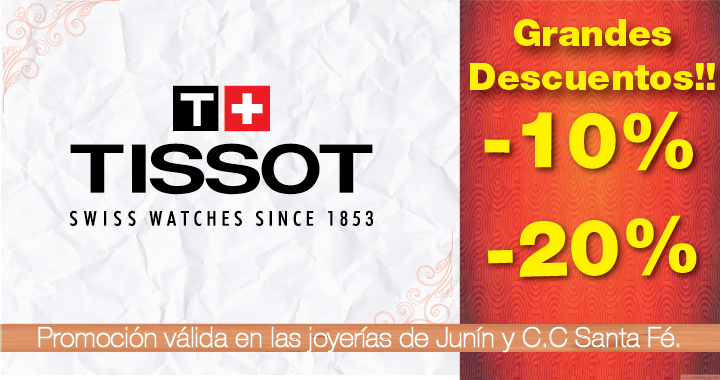 T+
TISSOT
SWISS WATCHES SINCE 1853
Grandes
Descuentos!!
-10%
-20%
Promoción válida en las joyerías de Junín y C.C Santa Fé.